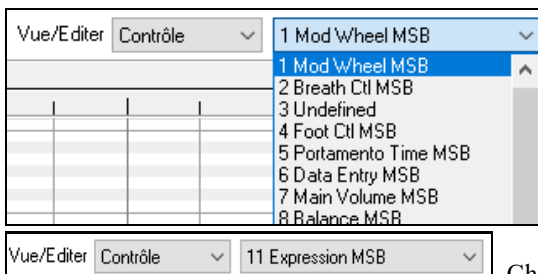 Vue/Editer Contrôle 1 Mod Wheel MSB
1 Mod Wheel MSB
2 Breath Ctl MSB
3 Undefined
4 Foot Ctl MSB
5 Portamento Time MSB
6 Data Entry MSB
7 Main Volume MSB
8 Balance MSB
Vue/Editer Contrôle 11 Expression MSB
Ch